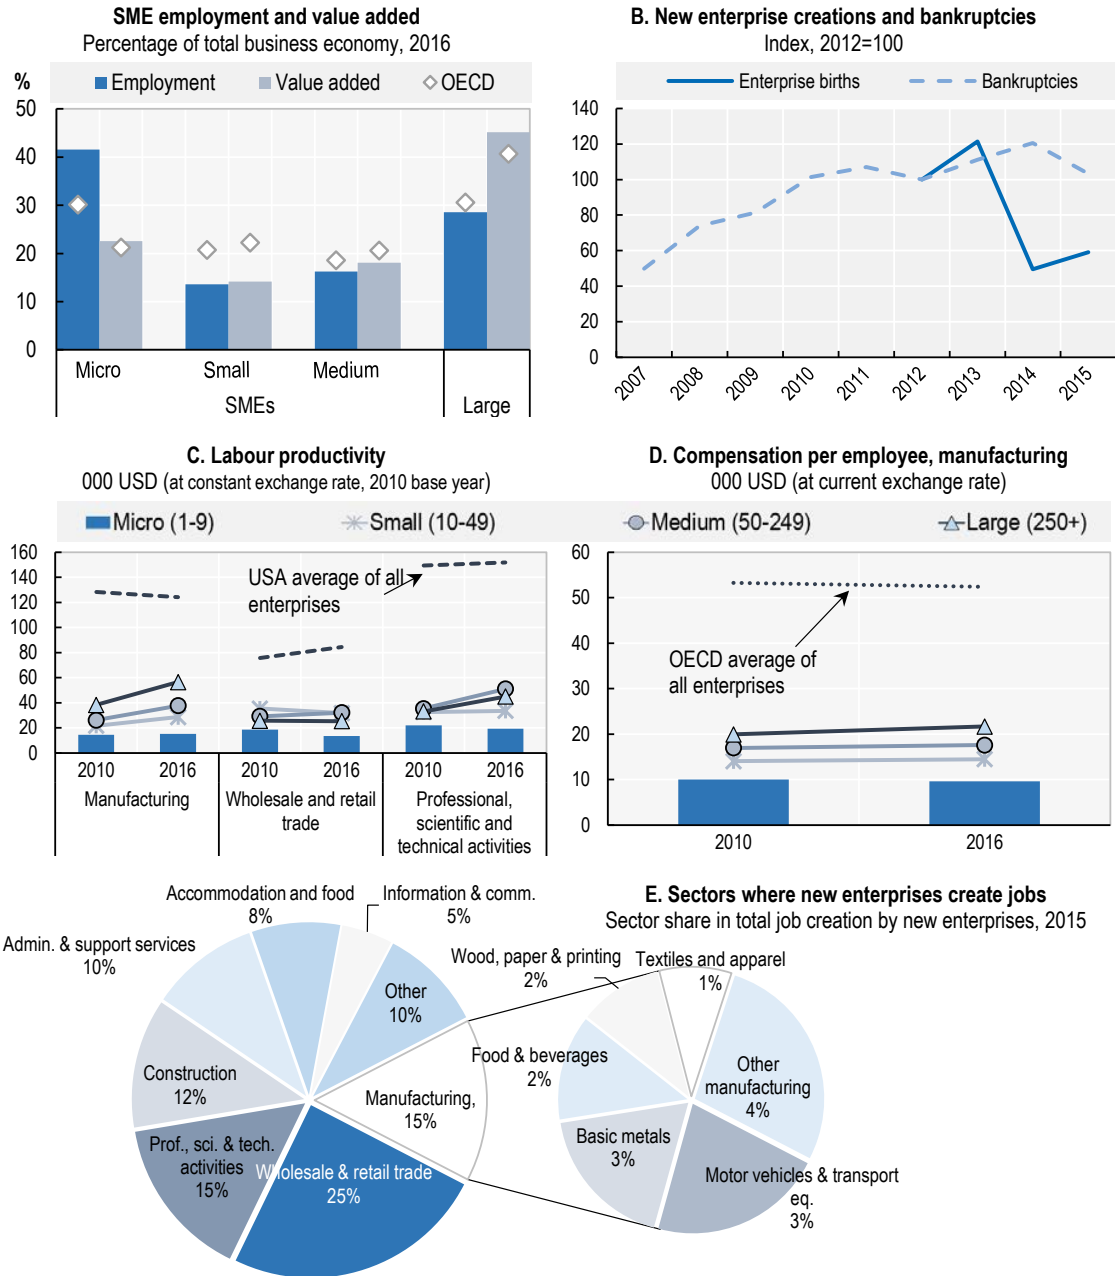 SME employment and value added
Percentage of total business economy, 2016
%
Employment
Value added
OECD
50
40
30
20
10
0
Micro
Small
Medium
SMEs
Large
B. New enterprise creations and bankruptcies
Index, 2012=100
Enterprise births
Bankruptcies
140
120
100
80
60
40
20
0
2007
2008
2009
2010
2011
2012
2013
2014
2015
C. Labour productivity
000 USD (at constant exchange rate, 2010 base year)
D. Compensation per employee, manufacturing
000 USD (at current exchange rate)
Micro (1-9)
Small (10-49)
Medium (50-249)
Large (250+)
160
140
120
100
80
60
40
20
0
USA average of all
enterprises
2010
2016
2010
2016
2010
2016
Manufacturing
Wholesale and retail
trade
Professional,
scientific and
technical activities
60
50
40
30
20
10
0
OECD average of
all enterprises
2010
2016
E. Sectors where new enterprises create jobs
Sector share in total job creation by new enterprises, 2015
Accommodation and food
8%
Information & comm.
5%
Admin. & support services
10%
Other
10%
Construction
12%
Manufacturing,
15%
Prof., sci. & tech.
activities
15%
Wholesale & retail trade
25%
Wood, paper & printing
2%
Textiles and apparel
1%
Food & beverages
2%
Other
manufacturing
4%
Basic metals
3%
Motor vehicles & transport
eq.
3%